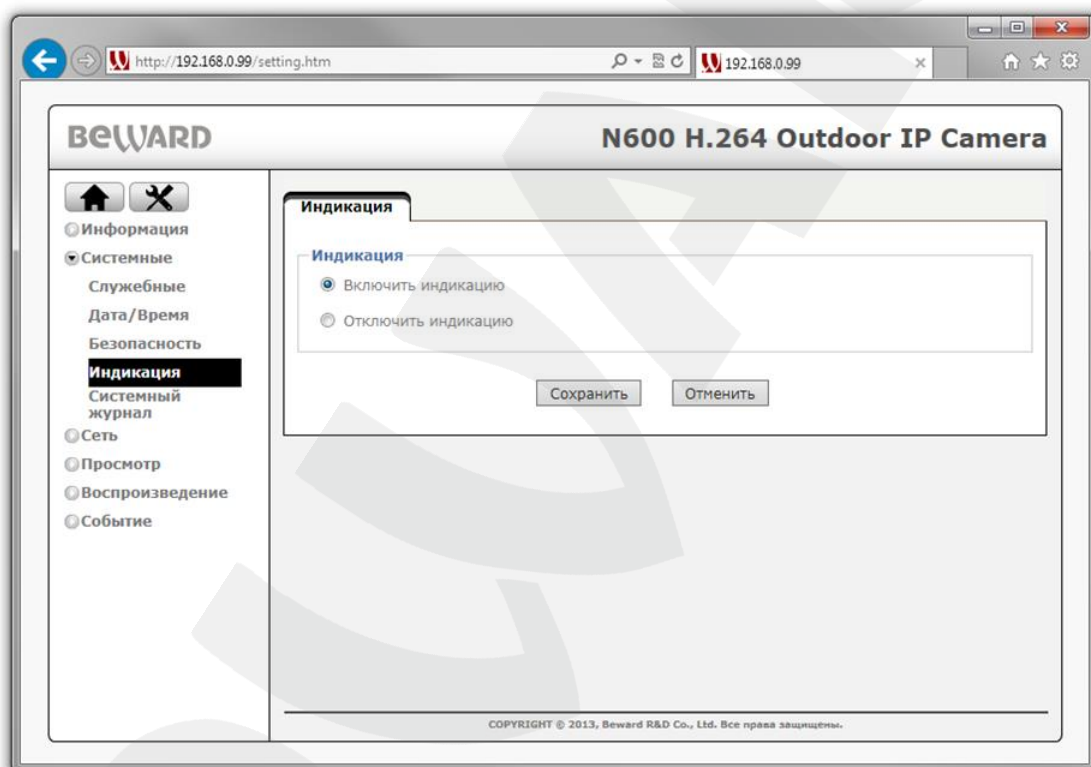 http://192.168.0.99/setting.htm
192.168.0.99
BEWARD
N600 H.264 Outdoor IP Camera
Информация
Системные
Служебные
Дата/Время
Безопасность
Индикация
Системный
журнал
Сеть
Просмотр
Воспроизведение
Событие
Индикация
Индикация
Включить индикацию
Отключить индикацию
Сохранить
Отменить
COPYRIGHT © 2013, Beward R&D Co., Ltd. Все права защищены.